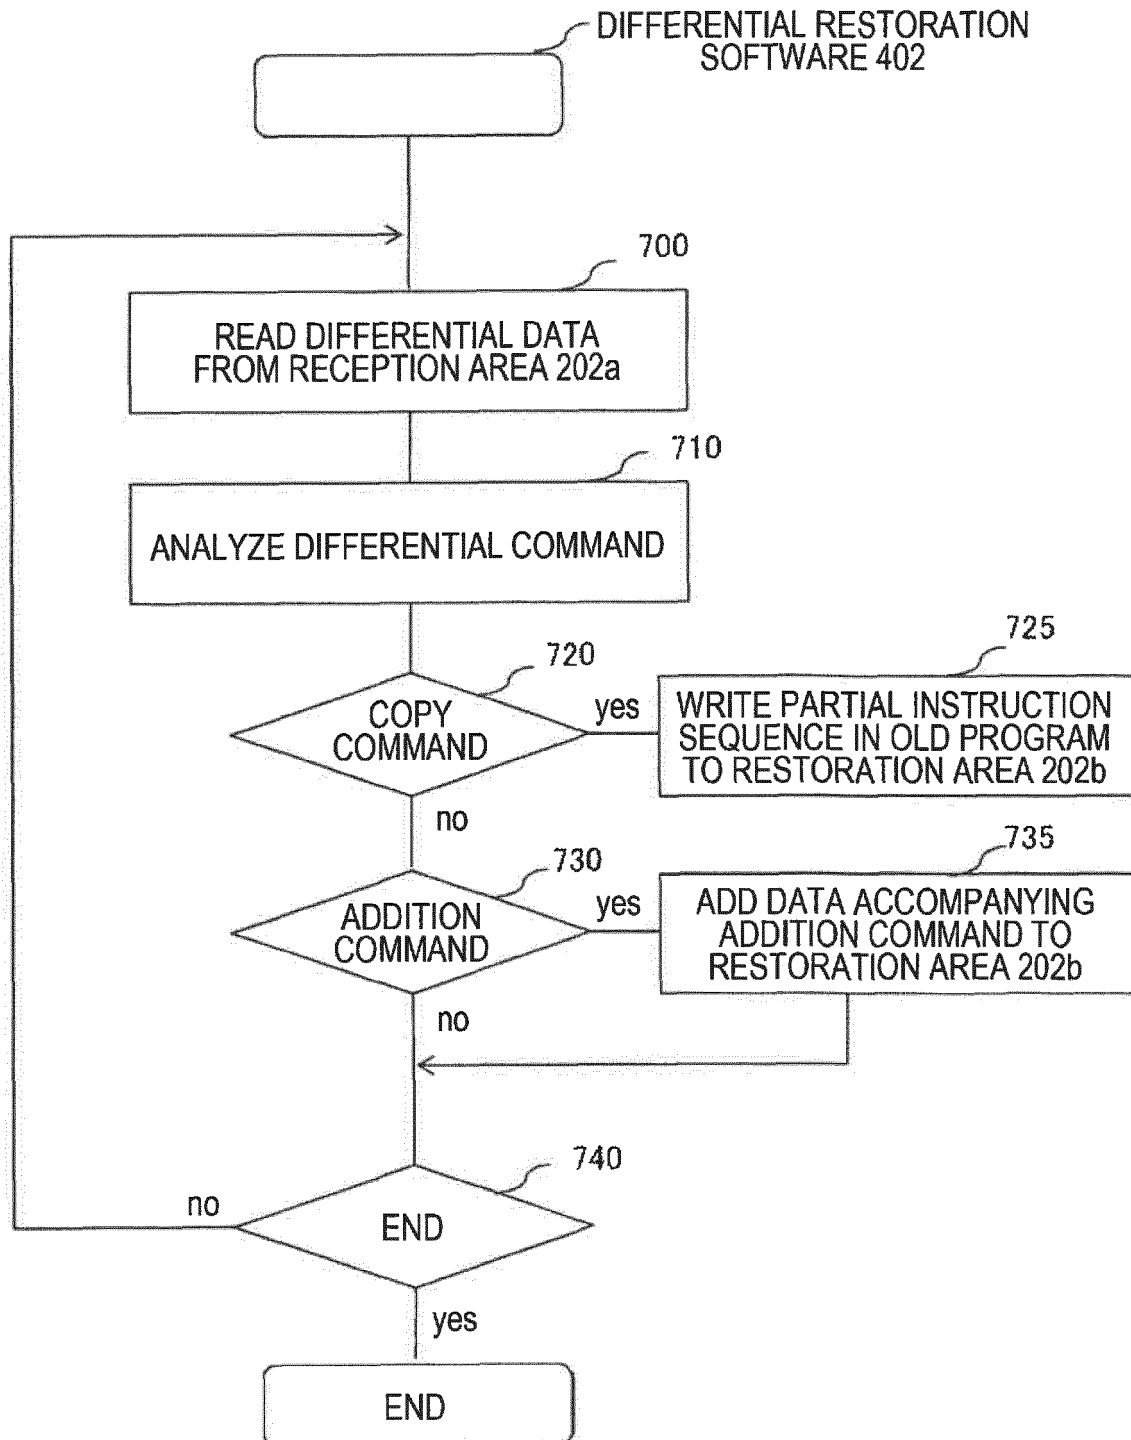 DIFFERENTIAL RESTORATION
SOFTWARE 402
700
READ DIFFERENTIAL DATA
FROM RECEPTION AREA 202a
710
ANALYZE DIFFERENTIAL COMMAND
720
COPY
COMMAND
yes
725
WRITE PARTIAL INSTRUCTION
SEQUENCE IN OLD PROGRAM
TO RESTORATION AREA 202b
no
730
ADDITION
COMMAND
yes
735
ADD DATA ACCOMPANYING
ADDITION COMMAND TO
RESTORATION AREA 202b
no
740
no
END
yes
END